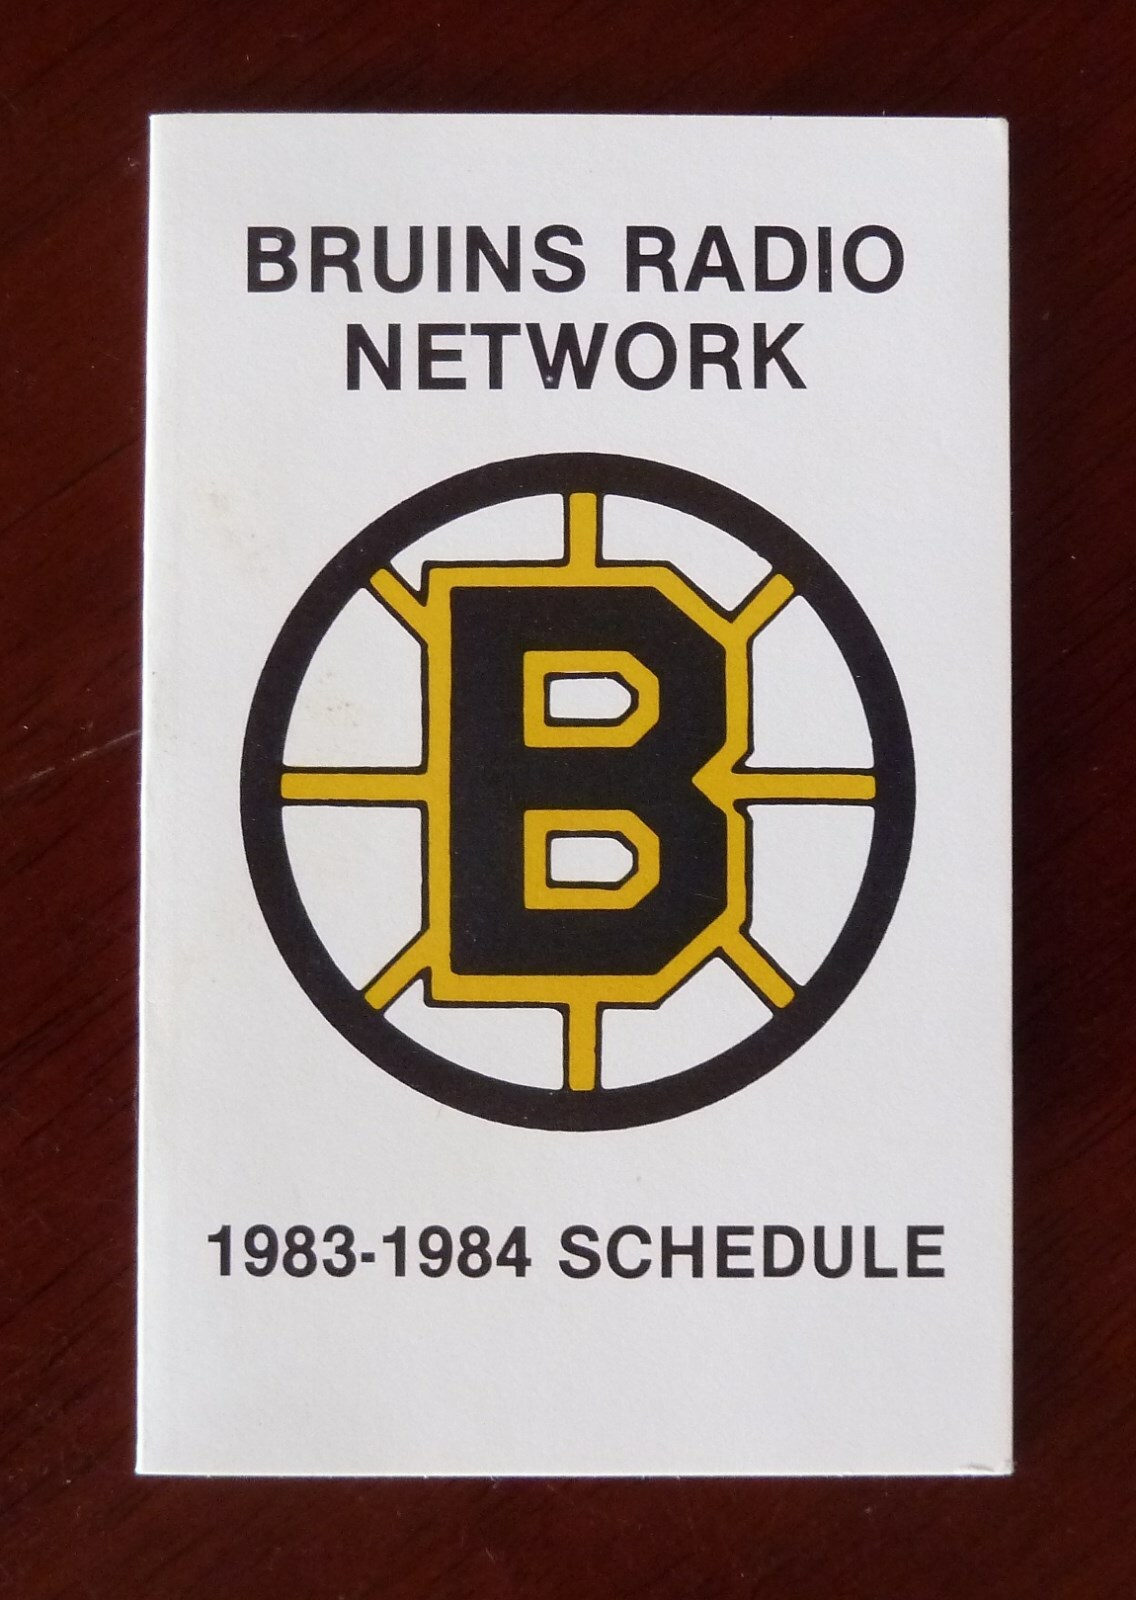 BRUINS RADIO
NETWORK
B
1983-1984 SCHEDULE